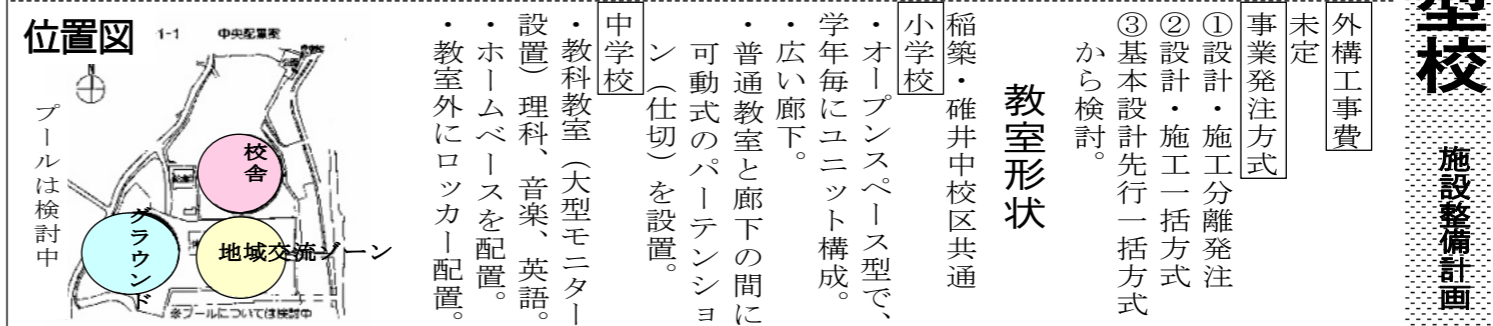 型校
施設整備計画
外構工事費
未定
事業発注方式
①設計・施工分離発注
②設計・施工一括方式
③基本設計先行一括方式
から検討。
教室形状
稲築・碓井中校区共通
小学校
・オープンスペース型で、
学年毎にユニット構成。
・広い廊下。
・普通教室と廊下の間に
可動式のパーテンショ
ン（仕切）を設置。
中学校
・教科教室（大型モニター
設置）理科、音楽、英語。
・ホームベースを配置。
・教室外にロッカー配置。
位置図
1-1 中央配置案
N
校舎
グラウンド
地域交流ゾーン
プールは検討中
※プールについては検討中